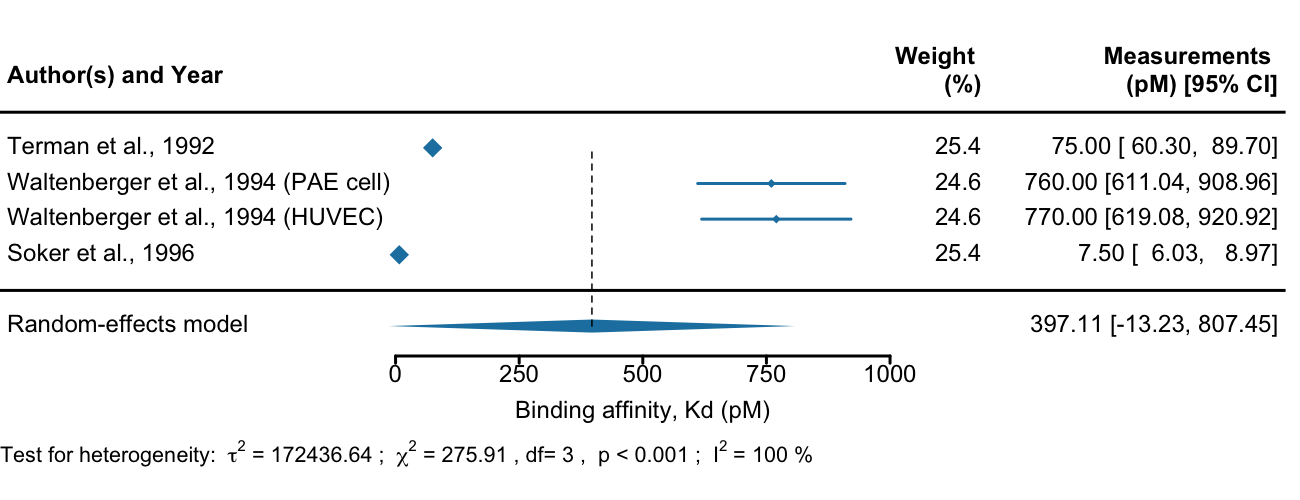 Author(s) and Year Weight (%) Measurements (pM) [95% CI]
Terman et al., 1992 25.4 75.00 [ 60.30, 89.70]
Waltenberger et al., 1994 (PAE cell) 24.6 760.00 [611.04, 908.96]
Waltenberger et al., 1994 (HUVEC) 24.6 770.00 [619.08, 920.92]
Soker et al., 1996 25.4 7.50 [ 6.03, 8.97]
Random-effects model 397.11 [-13.23, 807.45]
0 250 500 750 1000
Binding affinity, Kd (pM)
Test for heterogeneity: τ² = 172436.64 ; χ² = 275.91 , df= 3 , p < 0.001 ; I² = 100 %